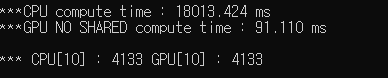 ***CPU compute time : 18013.424 ms
***GPU NO SHARED compute time : 91.110 ms
*** CPU[10] : 4133 GPU[10] : 4133